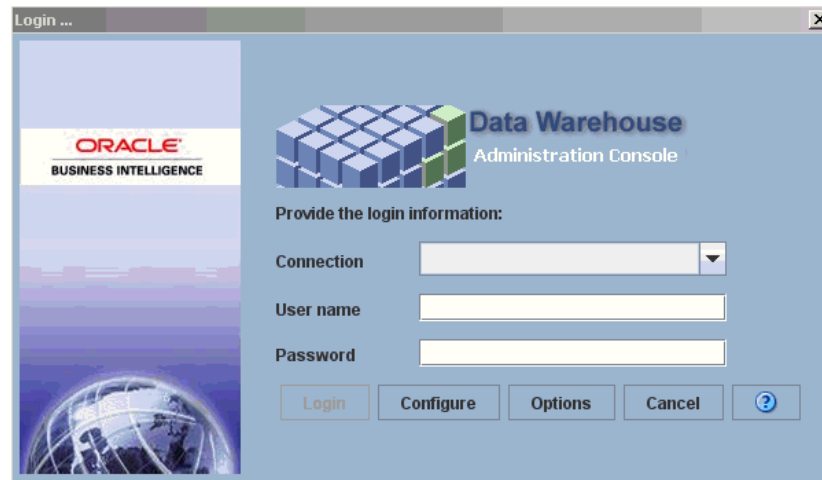 Login ...
ORACLE
BUSINESS INTELLIGENCE
Data Warehouse
Administration Console
Provide the login information:
Connection
User name
Password
Login Configure Options Cancel ?